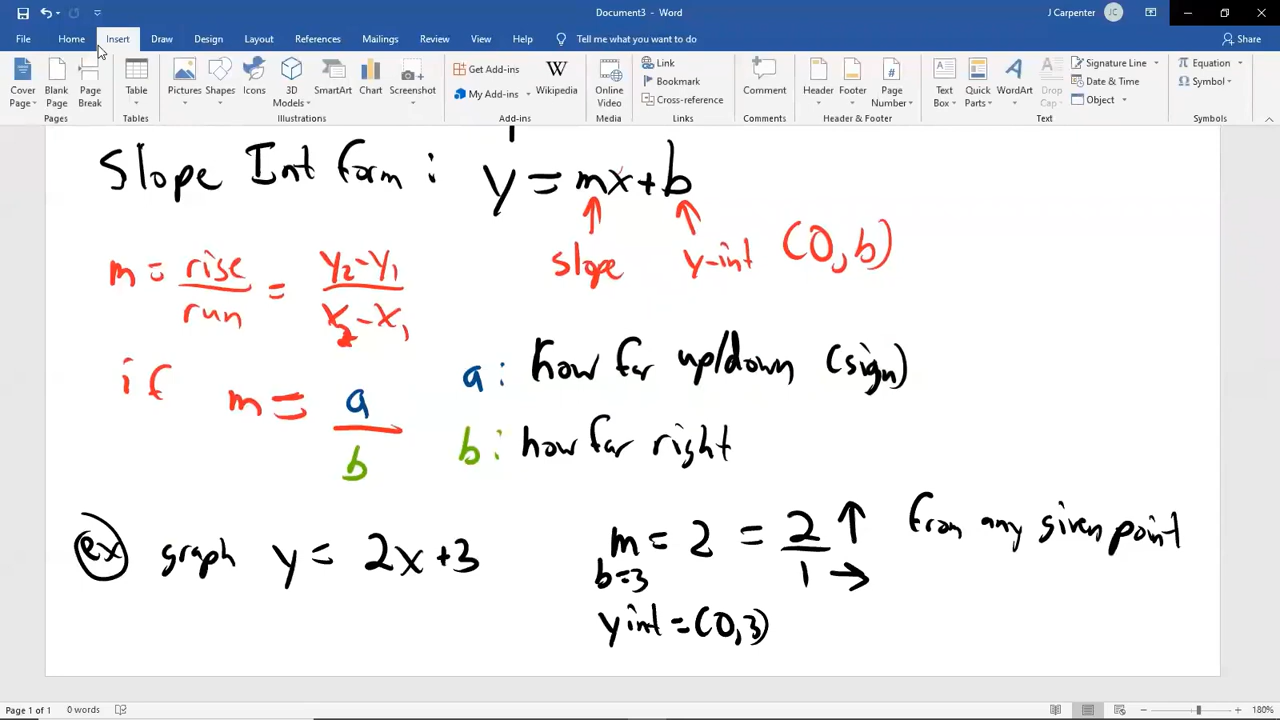 Document3 - Word
J Carpenter JC
File Home Insert Draw Design Layout References Mailings Review View Help Tell me what you want to do Share
Cover Page Blank Page Page Break Table Pictures Shapes Icons 3D Models SmartArt Chart Screenshot Get Add-ins My Add-ins Wikipedia Online Video Link Bookmark Cross-reference Comment Header Footer Page Number Text Box Quick Parts WordArt Drop Cap Signature Line Date & Time Object Equation Symbol
Pages Tables Illustrations Add-ins Media Links Comments Header & Footer Text Symbols
Slope Int form : y = mx+b
slope y-int (0,b)
m = rise/run = y₂-y₁/x₂-x₁
if m = a/b
a: how far up/down (sign)
b: how far right
ex graph y = 2x+3
m = 2 = 2↑/1→ from any given point
b=3
y int = (0,3)
Page 1 of 1 0 words 180%